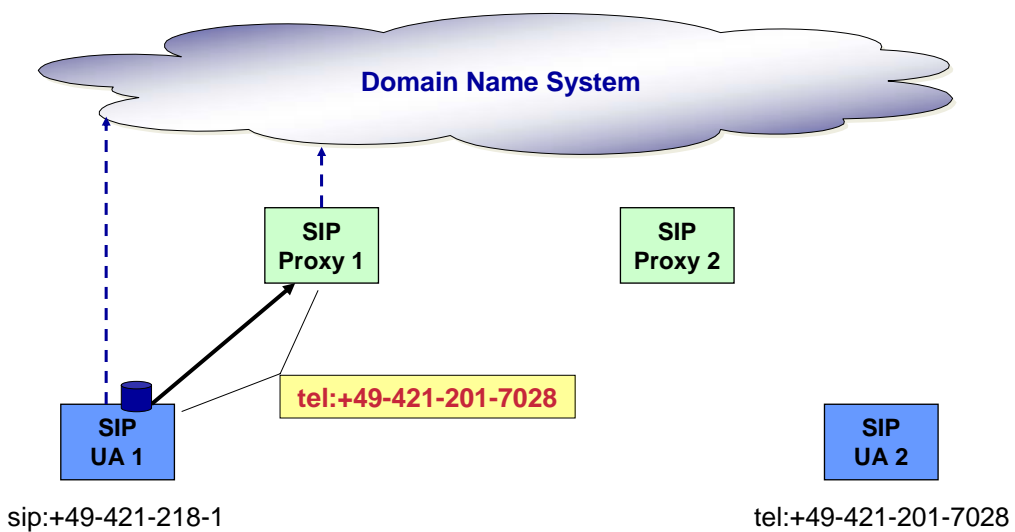 Domain Name System
SIP
Proxy 1
SIP
Proxy 2
tel:+49-421-201-7028
SIP
UA 1
SIP
UA 2
sip:+49-421-218-1
tel:+49-421-201-7028